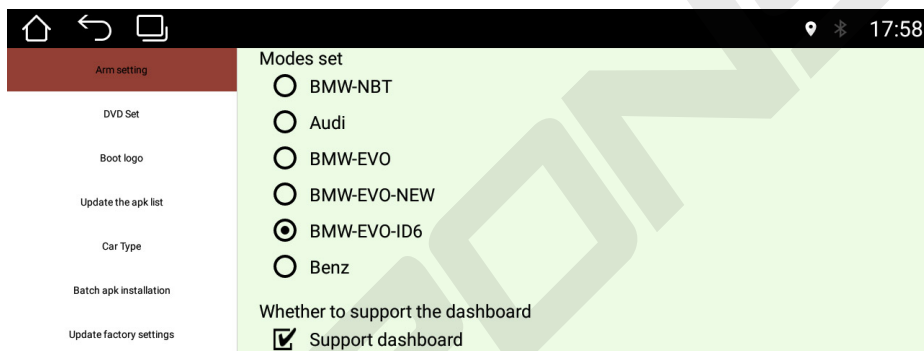 17:58
Arm setting
DVD Set
Boot logo
Update the apk list
Car Type
Batch apk installation
Update factory settings
Modes set
BMW-NBT
Audi
BMW-EVO
BMW-EVO-NEW
BMW-EVO-ID6
Benz
Whether to support the dashboard
Support dashboard